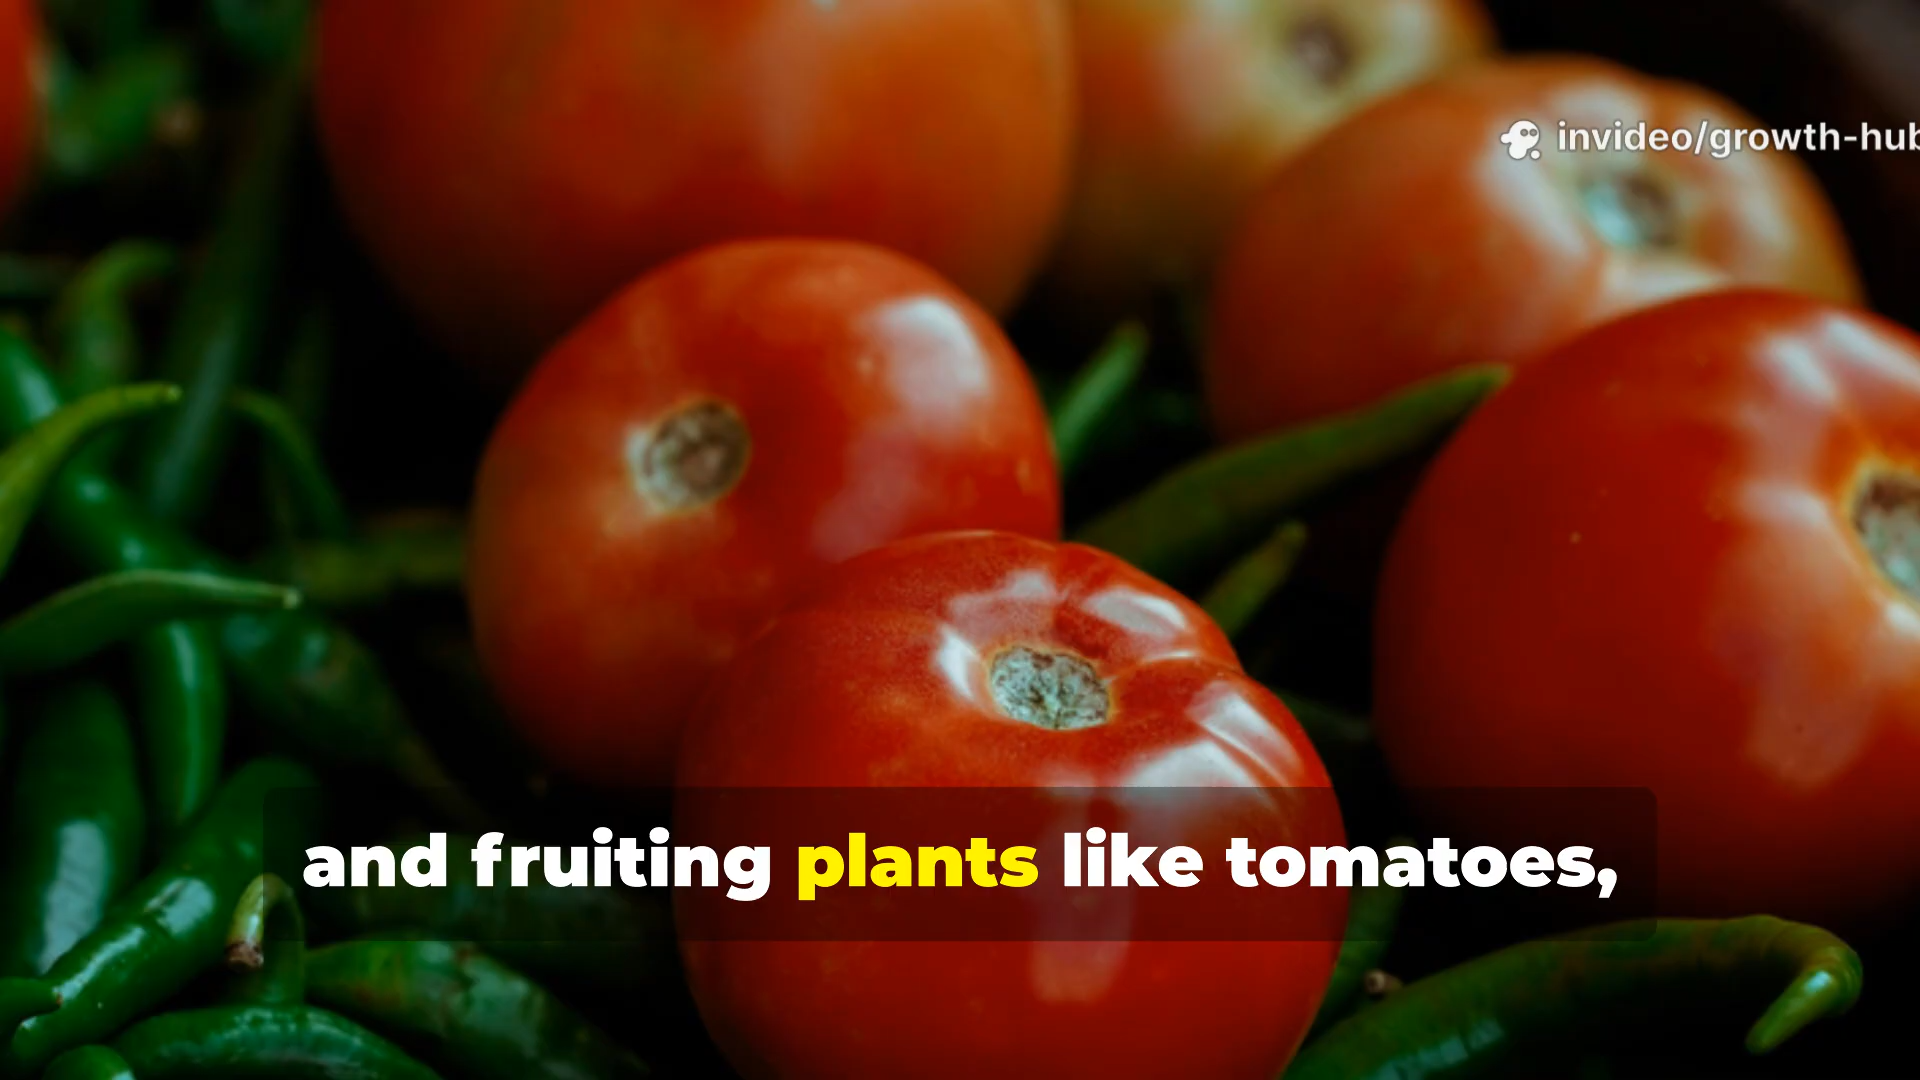 invideo/growth-hub
and fruiting plants like tomatoes,